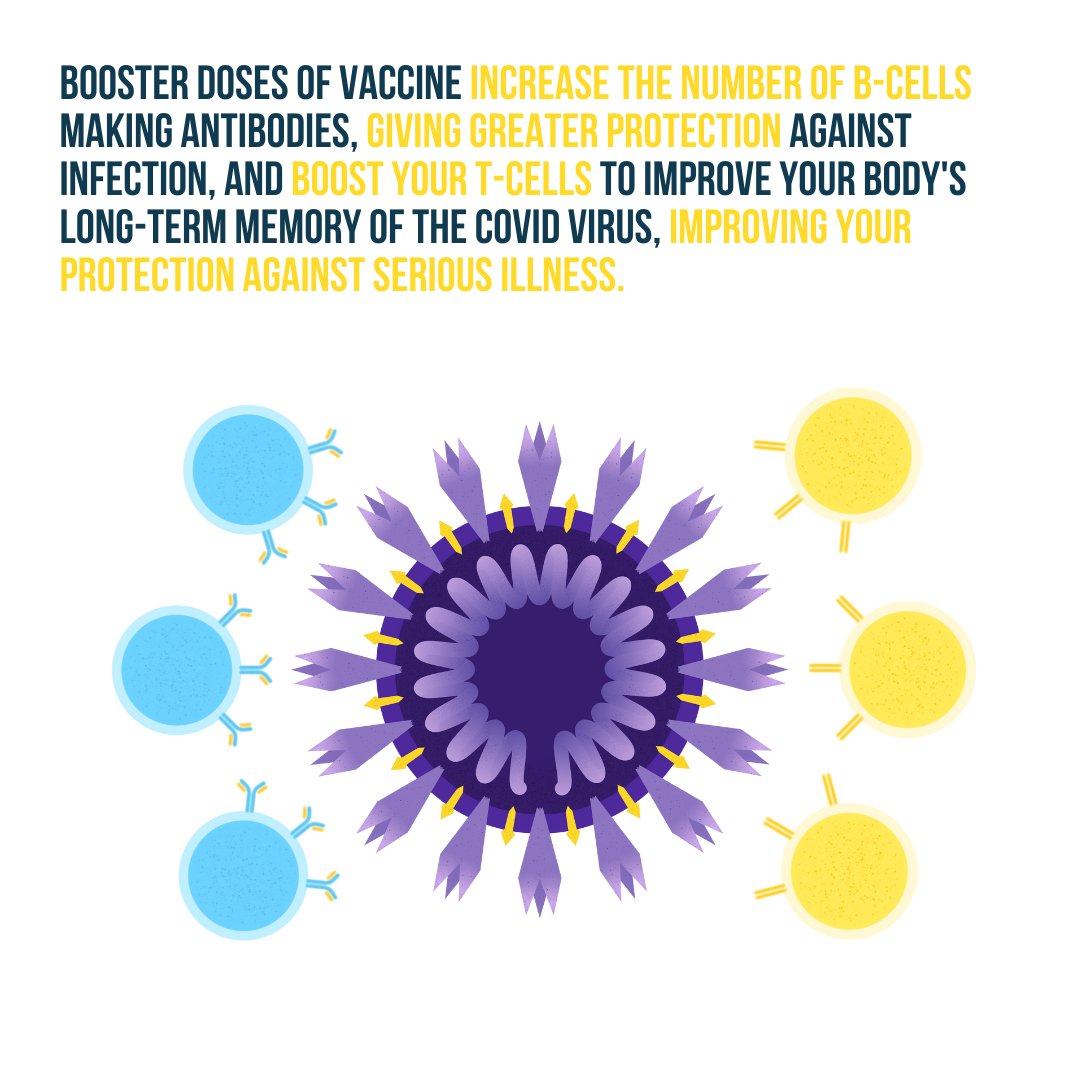 BOOSTER DOSES OF VACCINE INCREASE THE NUMBER OF B-CELLS
MAKING ANTIBODIES, GIVING GREATER PROTECTION AGAINST
INFECTION, AND BOOST YOUR T-CELLS TO IMPROVE YOUR BODY'S
LONG-TERM MEMORY OF THE COVID VIRUS, IMPROVING YOUR
PROTECTION AGAINST SERIOUS ILLNESS.